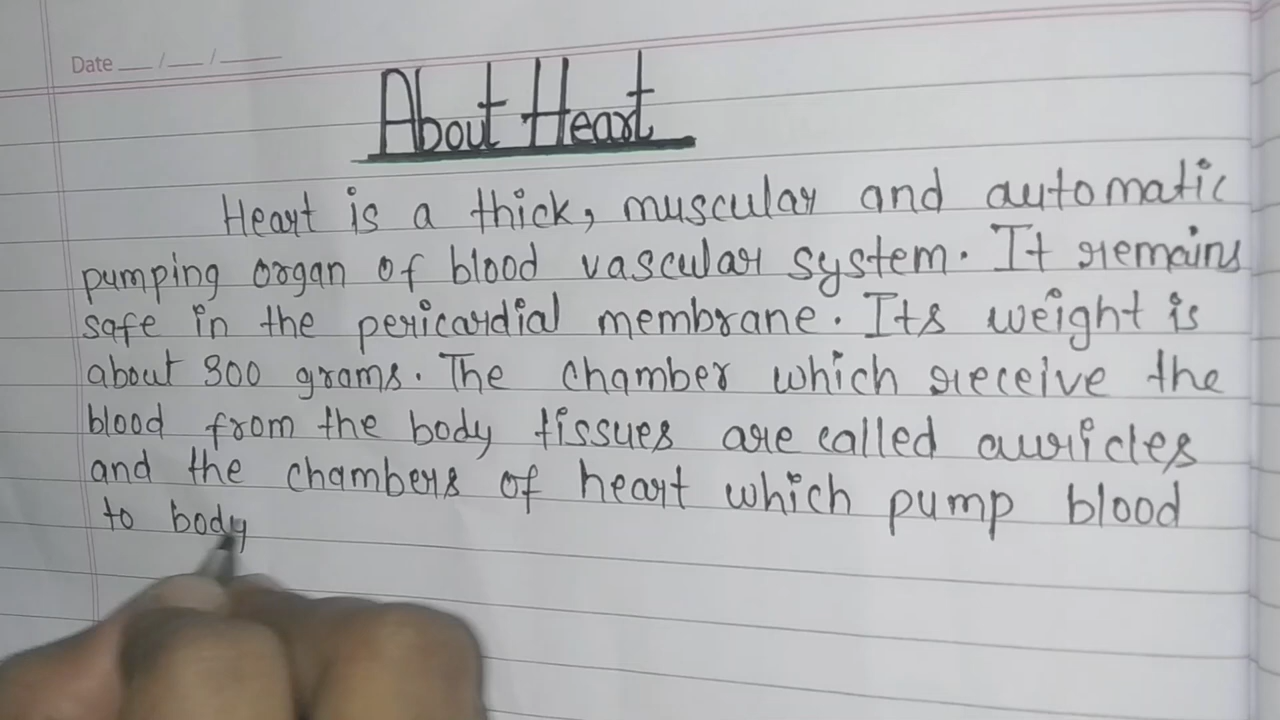 Date __ / __ / ____
About Heart
Heart is a thick, muscular and automatic
pumping organ of blood vascular system. It remains
safe in the pericardial membrane. Its weight is
about 300 grams. The chamber which receive the
blood from the body tissues are called auricles
and the chambers of heart which pump blood
to body